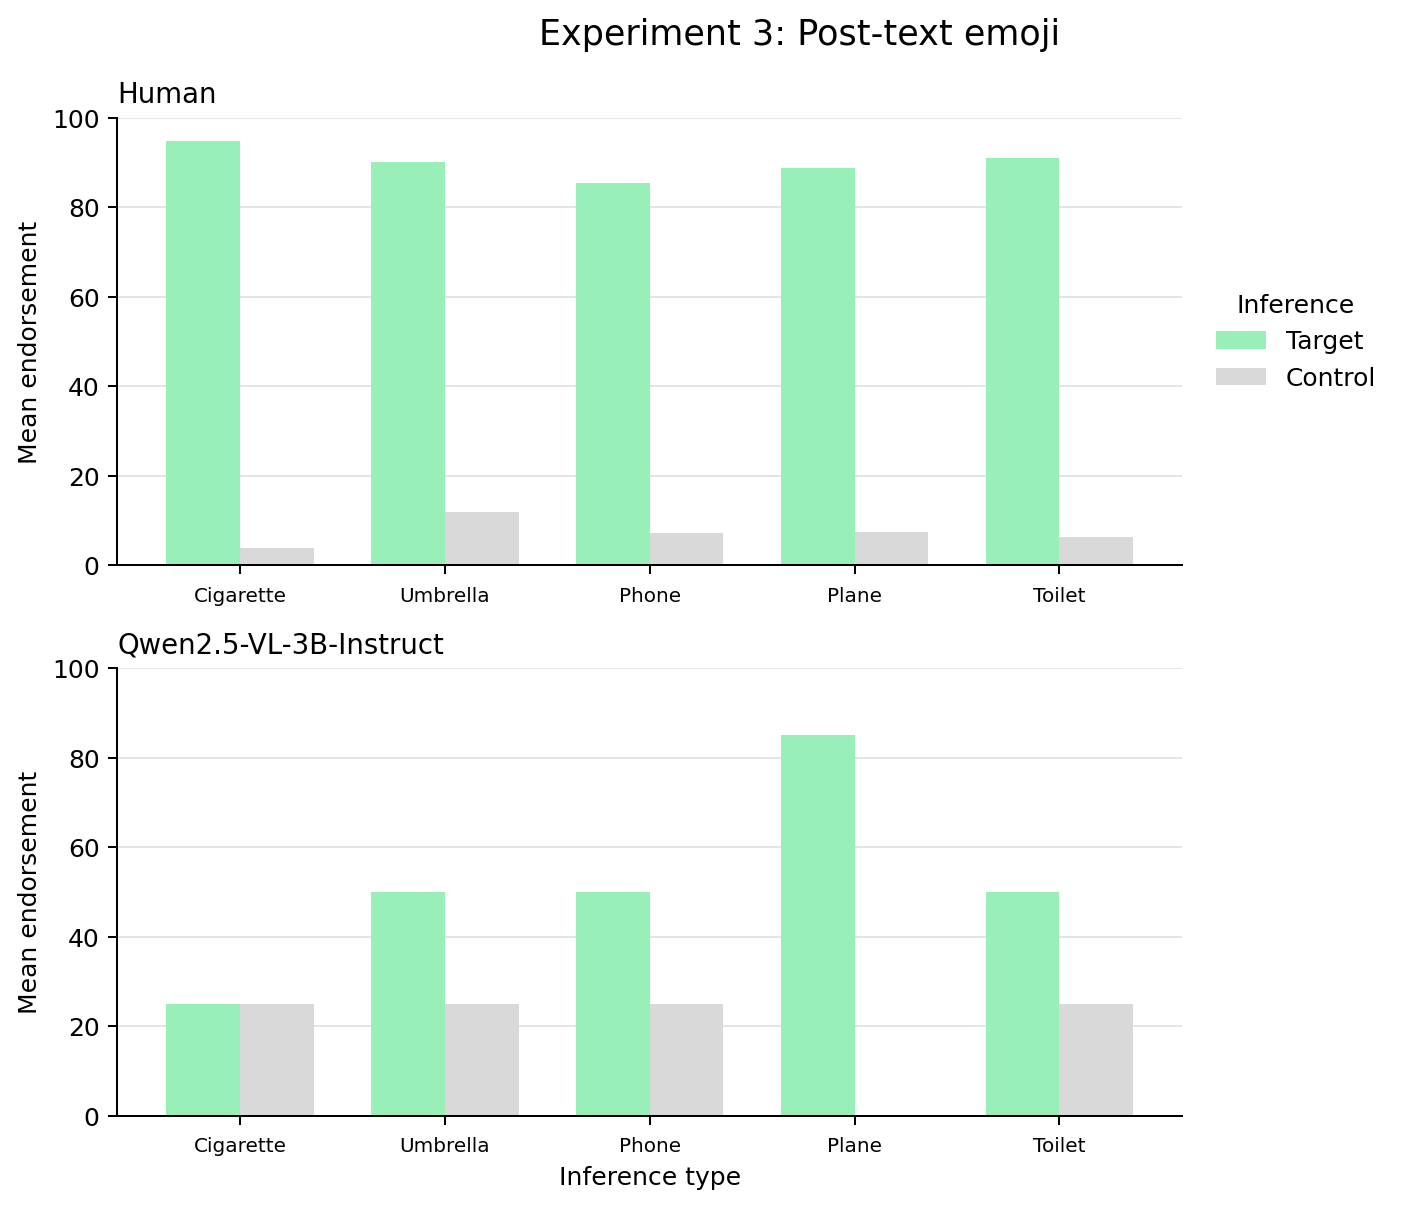 Experiment 3: Post-text emoji
Human
Mean endorsement
100
80
60
40
20
0
Cigarette Umbrella Phone Plane Toilet
Inference
Target
Control
Qwen2.5-VL-3B-Instruct
Mean endorsement
100
80
60
40
20
0
Cigarette Umbrella Phone Plane Toilet
Inference type